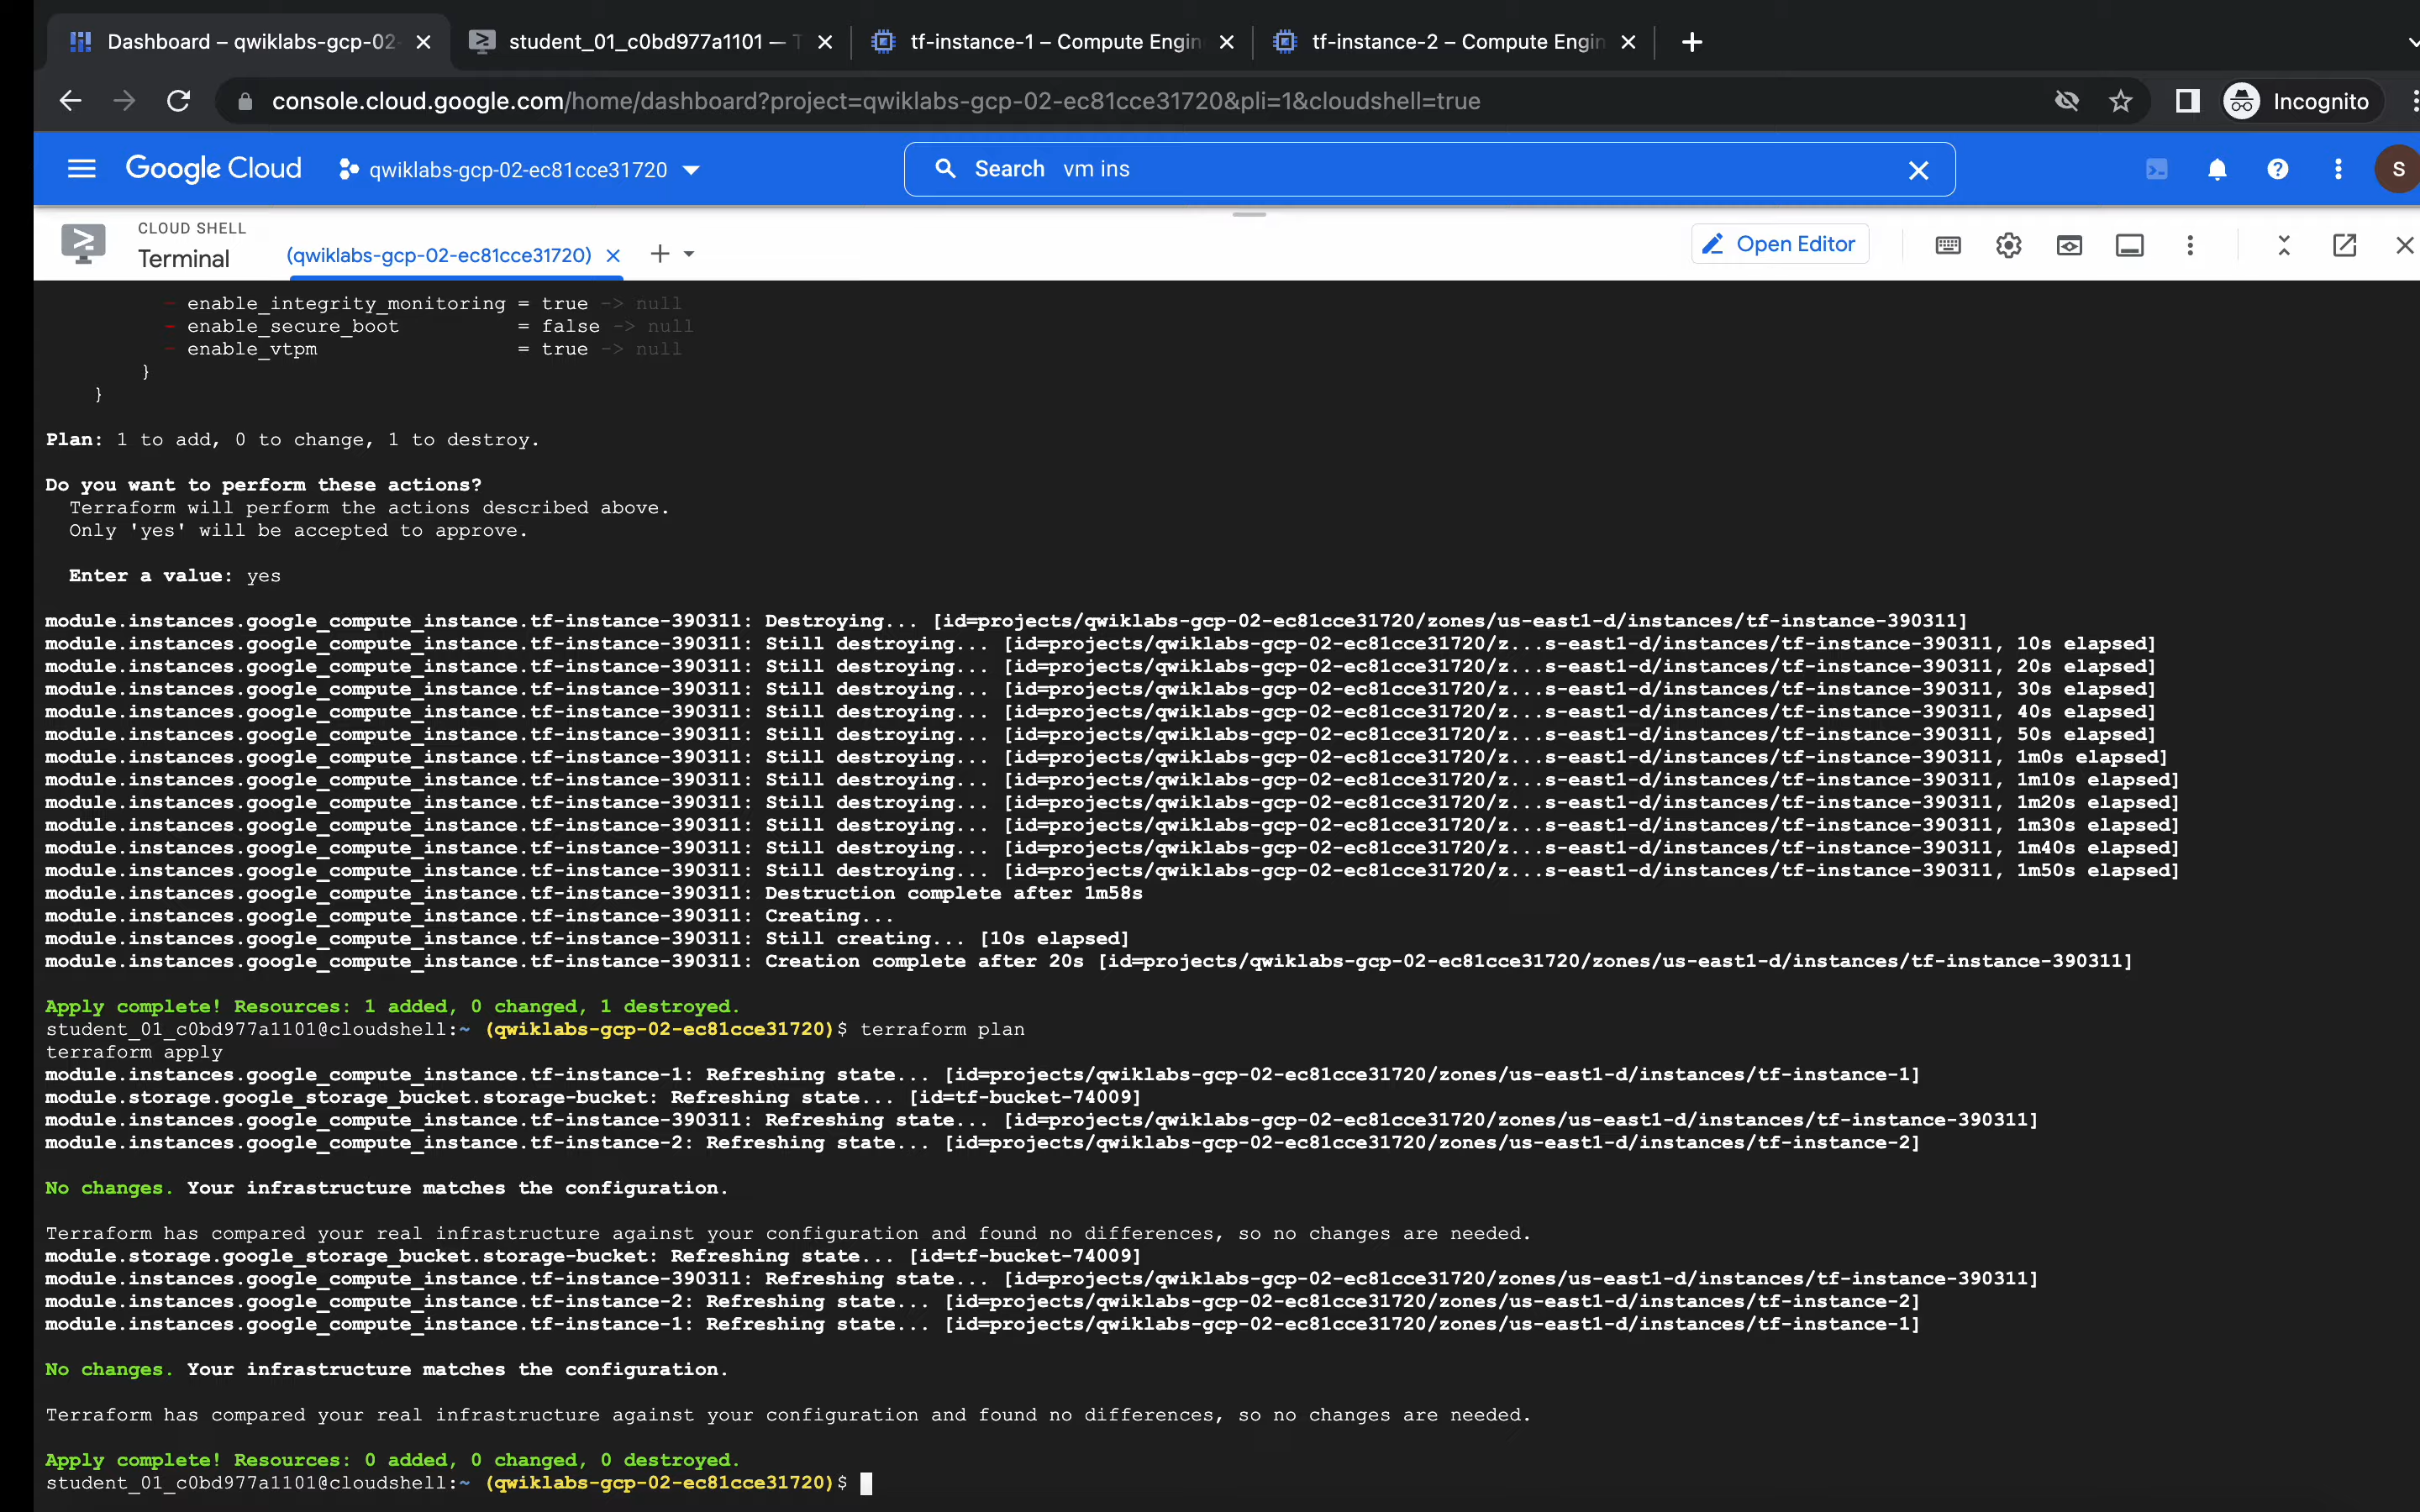 Dashboard – qwiklabs-gcp-02-
student_01_c0bd977a1101 — T
tf-instance-1 – Compute Engin
tf-instance-2 – Compute Engin
console.cloud.google.com/home/dashboard?project=qwiklabs-gcp-02-ec81cce31720&pli=1&cloudshell=true
Incognito
Google Cloud
qwiklabs-gcp-02-ec81cce31720
Search vm ins
S
CLOUD SHELL
Terminal
(qwiklabs-gcp-02-ec81cce31720)
Open Editor
- enable_integrity_monitoring = true -> null
- enable_secure_boot          = false -> null
- enable_vtpm                 = true -> null
}
}
Plan: 1 to add, 0 to change, 1 to destroy.
Do you want to perform these actions?
Terraform will perform the actions described above.
Only 'yes' will be accepted to approve.
Enter a value: yes
module.instances.google_compute_instance.tf-instance-390311: Destroying... [id=projects/qwiklabs-gcp-02-ec81cce31720/zones/us-east1-d/instances/tf-instance-390311]
module.instances.google_compute_instance.tf-instance-390311: Still destroying... [id=projects/qwiklabs-gcp-02-ec81cce31720/z...s-east1-d/instances/tf-instance-390311, 10s elapsed]
module.instances.google_compute_instance.tf-instance-390311: Still destroying... [id=projects/qwiklabs-gcp-02-ec81cce31720/z...s-east1-d/instances/tf-instance-390311, 20s elapsed]
module.instances.google_compute_instance.tf-instance-390311: Still destroying... [id=projects/qwiklabs-gcp-02-ec81cce31720/z...s-east1-d/instances/tf-instance-390311, 30s elapsed]
module.instances.google_compute_instance.tf-instance-390311: Still destroying... [id=projects/qwiklabs-gcp-02-ec81cce31720/z...s-east1-d/instances/tf-instance-390311, 40s elapsed]
module.instances.google_compute_instance.tf-instance-390311: Still destroying... [id=projects/qwiklabs-gcp-02-ec81cce31720/z...s-east1-d/instances/tf-instance-390311, 50s elapsed]
module.instances.google_compute_instance.tf-instance-390311: Still destroying... [id=projects/qwiklabs-gcp-02-ec81cce31720/z...s-east1-d/instances/tf-instance-390311, 1m0s elapsed]
module.instances.google_compute_instance.tf-instance-390311: Still destroying... [id=projects/qwiklabs-gcp-02-ec81cce31720/z...s-east1-d/instances/tf-instance-390311, 1m10s elapsed]
module.instances.google_compute_instance.tf-instance-390311: Still destroying... [id=projects/qwiklabs-gcp-02-ec81cce31720/z...s-east1-d/instances/tf-instance-390311, 1m20s elapsed]
module.instances.google_compute_instance.tf-instance-390311: Still destroying... [id=projects/qwiklabs-gcp-02-ec81cce31720/z...s-east1-d/instances/tf-instance-390311, 1m30s elapsed]
module.instances.google_compute_instance.tf-instance-390311: Still destroying... [id=projects/qwiklabs-gcp-02-ec81cce31720/z...s-east1-d/instances/tf-instance-390311, 1m40s elapsed]
module.instances.google_compute_instance.tf-instance-390311: Still destroying... [id=projects/qwiklabs-gcp-02-ec81cce31720/z...s-east1-d/instances/tf-instance-390311, 1m50s elapsed]
module.instances.google_compute_instance.tf-instance-390311: Destruction complete after 1m58s
module.instances.google_compute_instance.tf-instance-390311: Creating...
module.instances.google_compute_instance.tf-instance-390311: Still creating... [10s elapsed]
module.instances.google_compute_instance.tf-instance-390311: Creation complete after 20s [id=projects/qwiklabs-gcp-02-ec81cce31720/zones/us-east1-d/instances/tf-instance-390311]
Apply complete! Resources: 1 added, 0 changed, 1 destroyed.
student_01_c0bd977a1101@cloudshell:~ (qwiklabs-gcp-02-ec81cce31720)$ terraform plan
terraform apply
module.instances.google_compute_instance.tf-instance-1: Refreshing state... [id=projects/qwiklabs-gcp-02-ec81cce31720/zones/us-east1-d/instances/tf-instance-1]
module.storage.google_storage_bucket.storage-bucket: Refreshing state... [id=tf-bucket-74009]
module.instances.google_compute_instance.tf-instance-390311: Refreshing state... [id=projects/qwiklabs-gcp-02-ec81cce31720/zones/us-east1-d/instances/tf-instance-390311]
module.instances.google_compute_instance.tf-instance-2: Refreshing state... [id=projects/qwiklabs-gcp-02-ec81cce31720/zones/us-east1-d/instances/tf-instance-2]
No changes. Your infrastructure matches the configuration.
Terraform has compared your real infrastructure against your configuration and found no differences, so no changes are needed.
module.storage.google_storage_bucket.storage-bucket: Refreshing state... [id=tf-bucket-74009]
module.instances.google_compute_instance.tf-instance-390311: Refreshing state... [id=projects/qwiklabs-gcp-02-ec81cce31720/zones/us-east1-d/instances/tf-instance-390311]
module.instances.google_compute_instance.tf-instance-2: Refreshing state... [id=projects/qwiklabs-gcp-02-ec81cce31720/zones/us-east1-d/instances/tf-instance-2]
module.instances.google_compute_instance.tf-instance-1: Refreshing state... [id=projects/qwiklabs-gcp-02-ec81cce31720/zones/us-east1-d/instances/tf-instance-1]
No changes. Your infrastructure matches the configuration.
Terraform has compared your real infrastructure against your configuration and found no differences, so no changes are needed.
Apply complete! Resources: 0 added, 0 changed, 0 destroyed.
student_01_c0bd977a1101@cloudshell:~ (qwiklabs-gcp-02-ec81cce31720)$